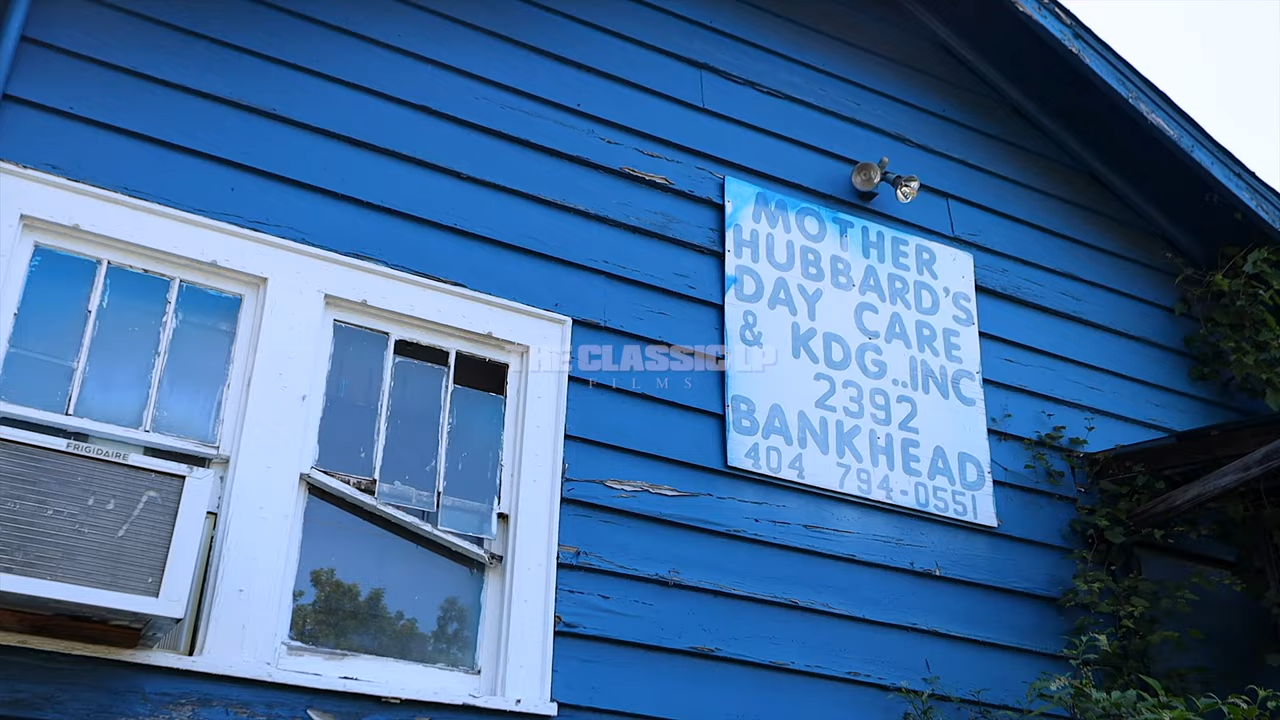 MOTHER
HUBBARD'S
DAY CARE
& KDG..INC
2392
BANKHEAD
404 794-0551
FRIGIDAIRE
THE CLASSIC LP
FILMS